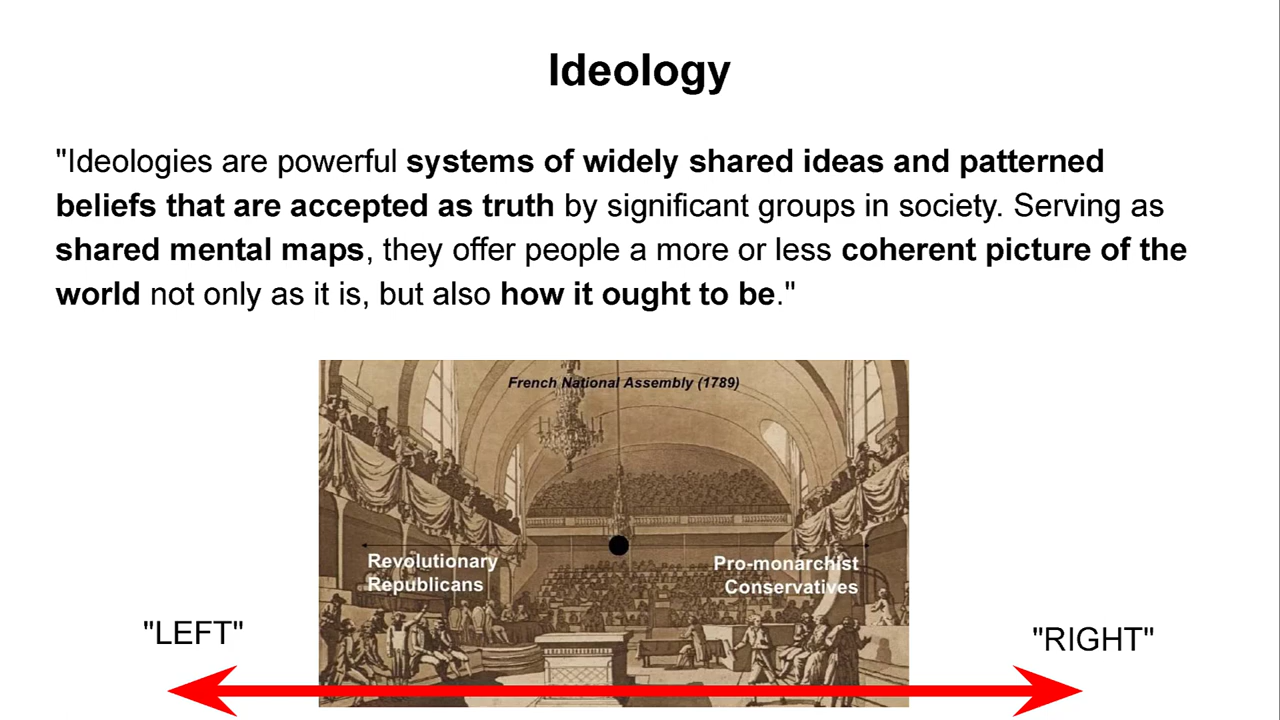 Ideology
"Ideologies are powerful systems of widely shared ideas and patterned
beliefs that are accepted as truth by significant groups in society. Serving as
shared mental maps, they offer people a more or less coherent picture of the
world not only as it is, but also how it ought to be."
French National Assembly (1789)
Revolutionary
Republicans
Pro-monarchist
Conservatives
"LEFT"
"RIGHT"